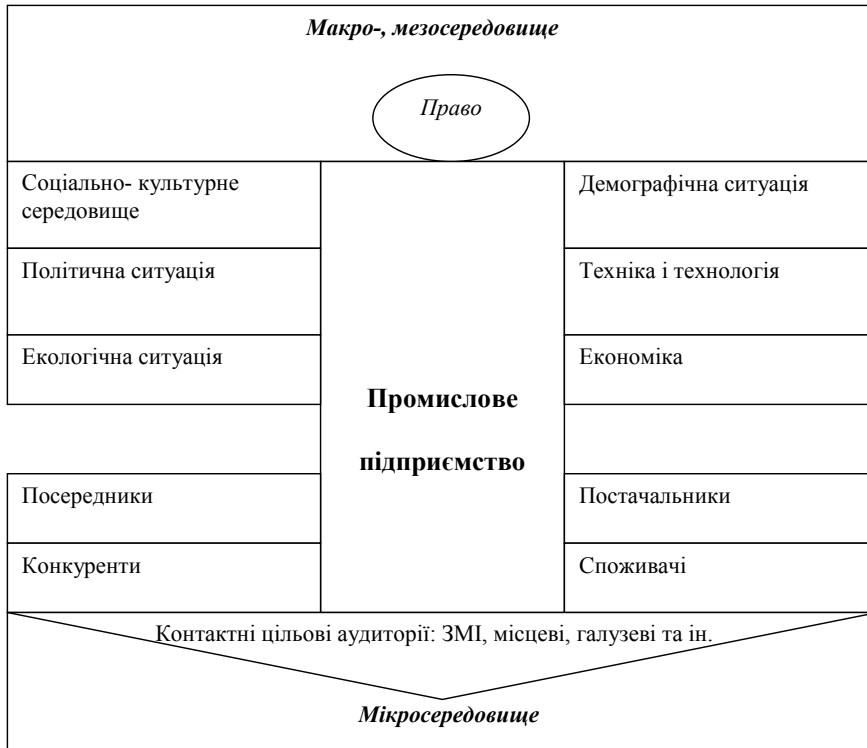 Макро-, мезосередовище
Право
Соціально- культурне
середовище
Демографічна ситуація
Політична ситуація
Техніка і технологія
Екологічна ситуація
Економіка
Промислове
підприємство
Посередники
Постачальники
Конкуренти
Споживачі
Контактні цільові аудиторії: ЗМІ, місцеві, галузеві та ін.
Мікросередовище